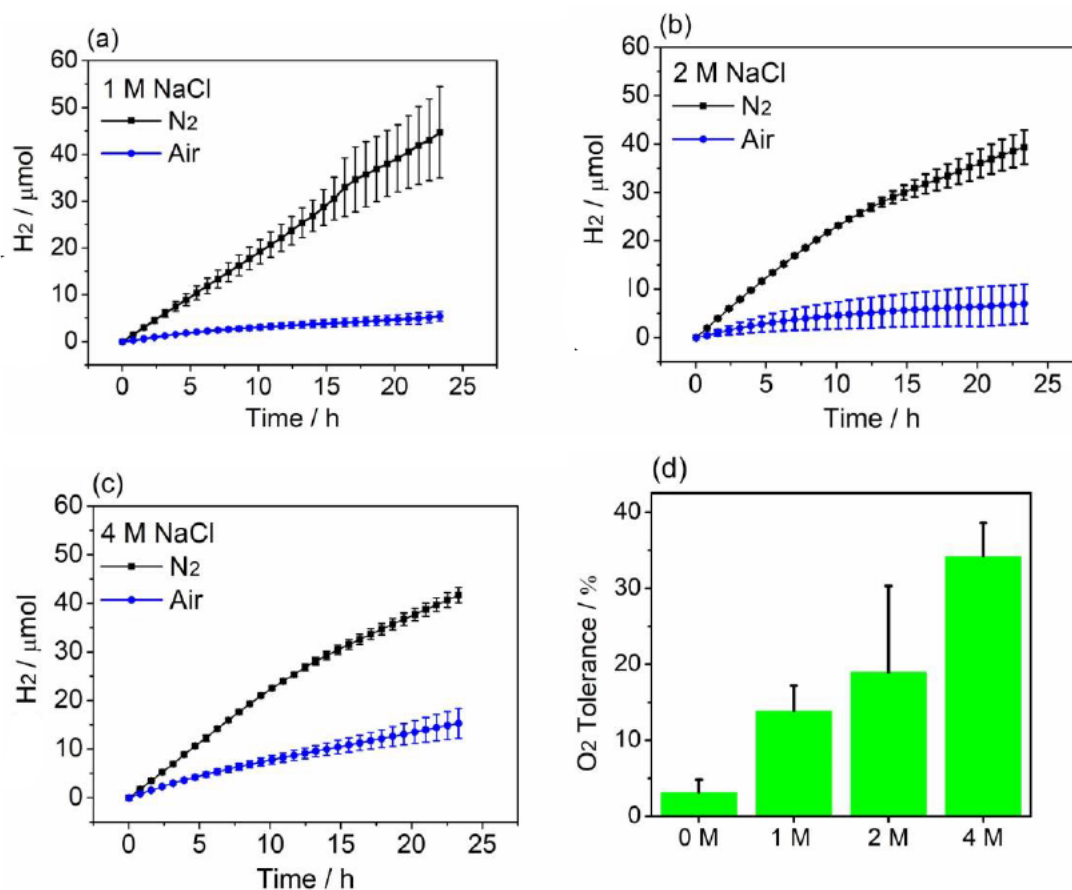 (a)
60
50
40
30
20
10
0
H2 / μmol
1 M NaCl
N2
Air
0 5 10 15 20 25
Time / h
(b)
60
50
40
30
20
10
0
H2 / μmol
2 M NaCl
N2
Air
0 5 10 15 20 25
Time / h
(c)
60
50
40
30
20
10
0
H2 / μmol
4 M NaCl
N2
Air
0 5 10 15 20 25
Time / h
(d)
40
30
20
10
0
O2 Tolerance / %
0 M 1 M 2 M 4 M